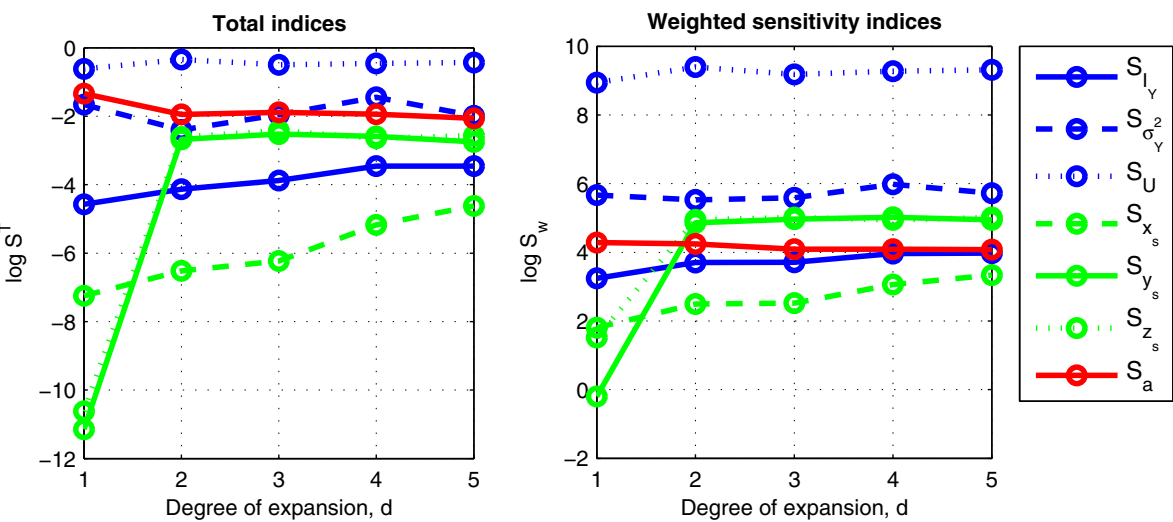 Total indices
0
−2
−4
−6
−8
−10
−12
log S^T
1 2 3 4 5
Degree of expansion, d
Weighted sensitivity indices
10
8
6
4
2
0
−2
log S_w
1 2 3 4 5
Degree of expansion, d
S_{I_Y}
S_{σ_Y^2}
S_U
S_{x_s}
S_{y_s}
S_{z_s}
S_a